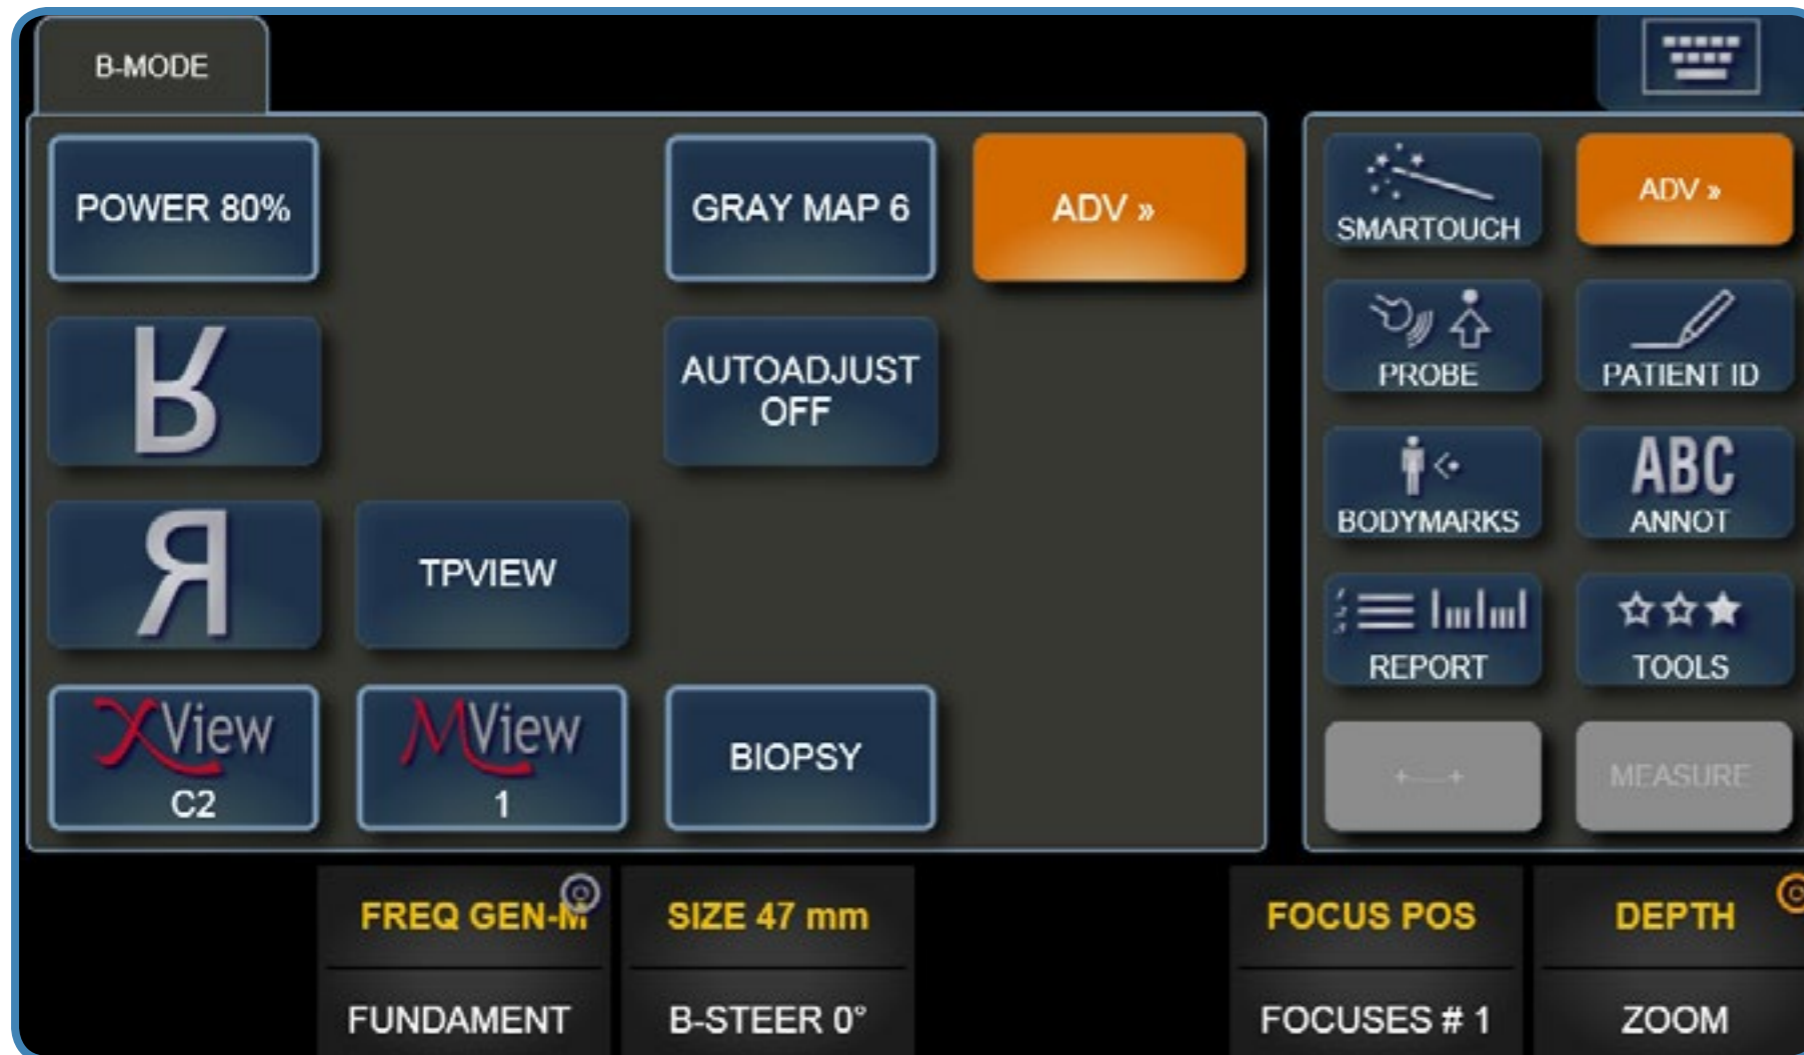 B-MODE
POWER 80%
GRAY MAP 6
ADV »
AUTOADJUST
OFF
TPVIEW
XView
C2
MView
1
BIOPSY
SMARTOUCH
ADV »
PROBE
PATIENT ID
BODYMARKS
ABC
ANNOT
REPORT
TOOLS
MEASURE
FREQ GEN-M
SIZE 47 mm
FOCUS POS
DEPTH
FUNDAMENT
B-STEER 0°
FOCUSES # 1
ZOOM